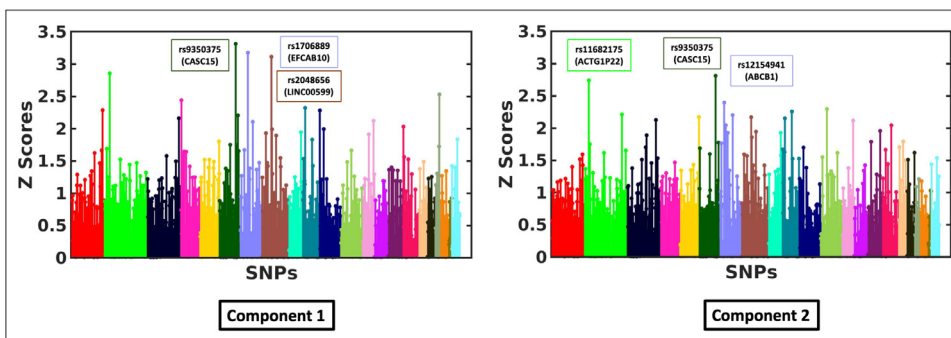 3.5
3
2.5
2
1.5
1
0.5
0
Z Scores
SNPs
rs9350375
(CASC15)
rs1706889
(EFCAB10)
rs2048656
(LINC00599)
Component 1
3.5
3
2.5
2
1.5
1
0.5
0
Z Scores
SNPs
rs11682175
(ACTG1P22)
rs9350375
(CASC15)
rs12154941
(ABCB1)
Component 2